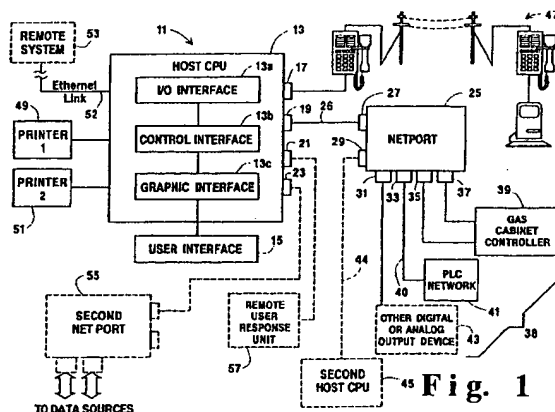 REMOTE SYSTEM
53
11
13
47
HOST CPU
13a
17
I/O INTERFACE
Ethernet Link
52
49
PRINTER 1
13b
CONTROL INTERFACE
19
26
27
25
NETPORT
29
21
13c
GRAPHIC INTERFACE
23
31
33
35
37
39
GAS CABINET CONTROLLER
PRINTER 2
51
USER INTERFACE
15
55
SECOND NET PORT
44
40
PLC NETWORK
41
REMOTE USER RESPONSE UNIT
57
OTHER DIGITAL OR ANALOG OUTPUT DEVICE
43
38
SECOND HOST CPU
45
TO DATA SOURCES
Fig. 1